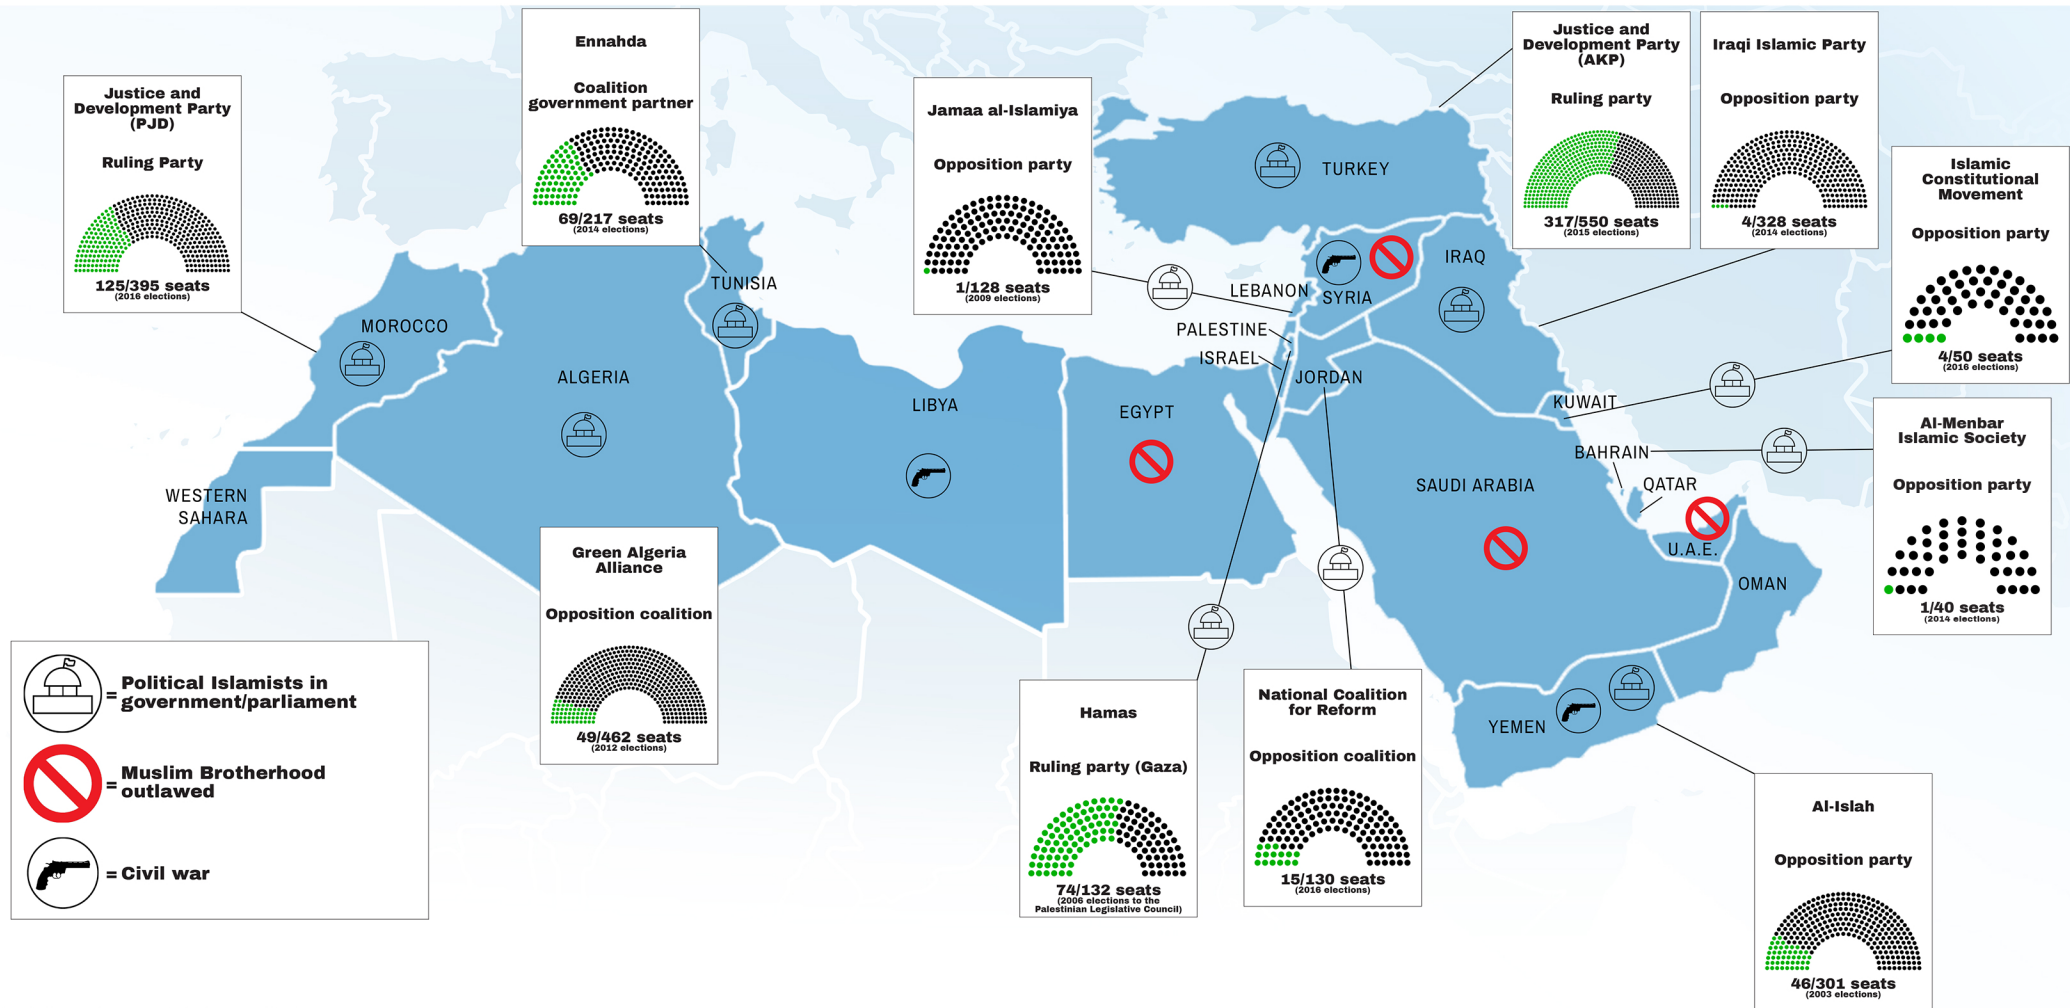 Justice and
Development Party
(PJD)
Ruling Party
125/395 seats
(2016 elections)
Ennahda
Coalition
government partner
69/217 seats
(2014 elections)
Jamaa al-Islamiya
Opposition party
1/128 seats
(2009 elections)
Justice and
Development Party
(AKP)
Ruling party
317/550 seats
(2015 elections)
Iraqi Islamic Party
Opposition party
4/328 seats
(2014 elections)
Islamic
Constitutional
Movement
Opposition party
4/50 seats
(2016 elections)
Al-Menbar
Islamic Society
Opposition party
1/40 seats
(2014 elections)
TURKEY
TUNISIA
MOROCCO
ALGERIA
LIBYA
EGYPT
WESTERN
SAHARA
LEBANON
SYRIA
IRAQ
PALESTINE
ISRAEL
JORDAN
KUWAIT
BAHRAIN
QATAR
SAUDI ARABIA
U.A.E.
OMAN
YEMEN
Green Algeria
Alliance
Opposition coalition
49/462 seats
(2012 elections)
Hamas
Ruling party (Gaza)
74/132 seats
(2006 elections to the
Palestinian Legislative Council)
National Coalition
for Reform
Opposition coalition
15/130 seats
(2016 elections)
Al-Islah
Opposition party
46/301 seats
(2003 elections)
= Political Islamists in
government/parliament
= Muslim Brotherhood
outlawed
= Civil war